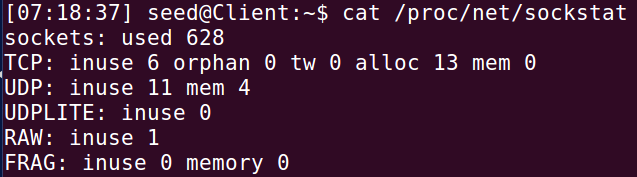 [07:18:37] seed@Client:~$ cat /proc/net/sockstat
sockets: used 628
TCP: inuse 6 orphan 0 tw 0 alloc 13 mem 0
UDP: inuse 11 mem 4
UDPLITE: inuse 0
RAW: inuse 1
FRAG: inuse 0 memory 0